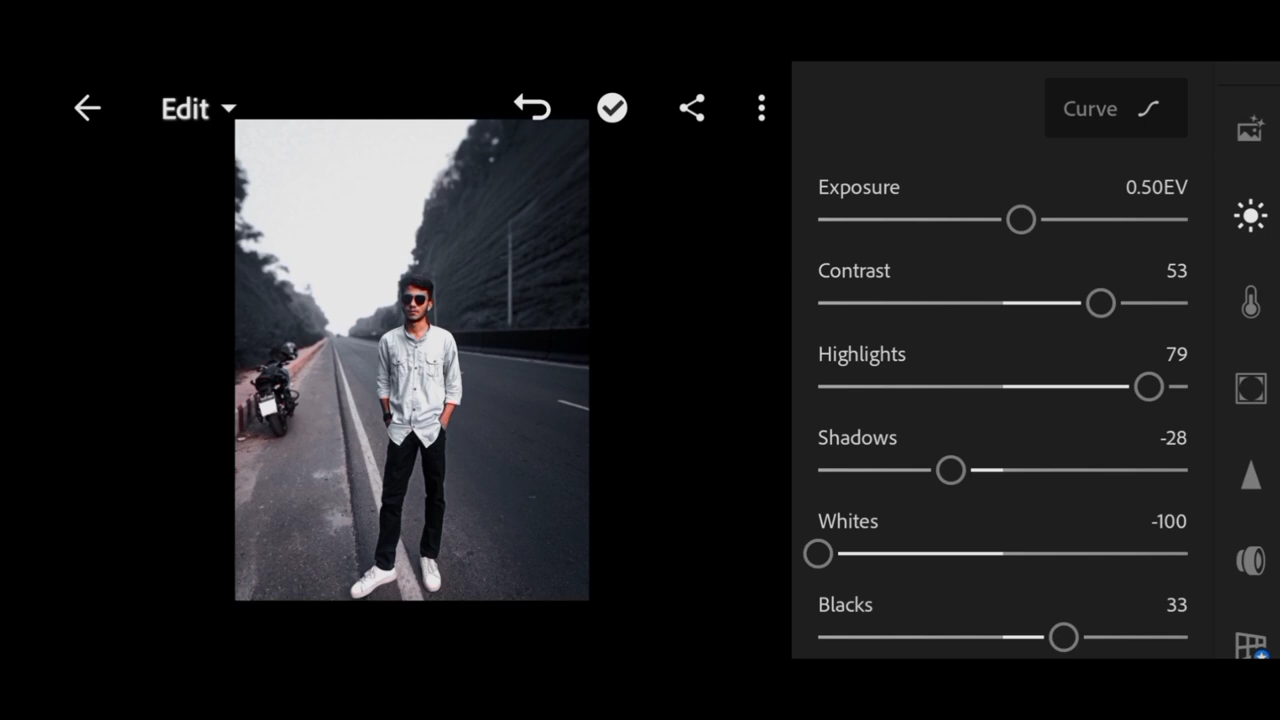 Edit
Curve
Exposure 0.50EV
Contrast 53
Highlights 79
Shadows -28
Whites -100
Blacks 33